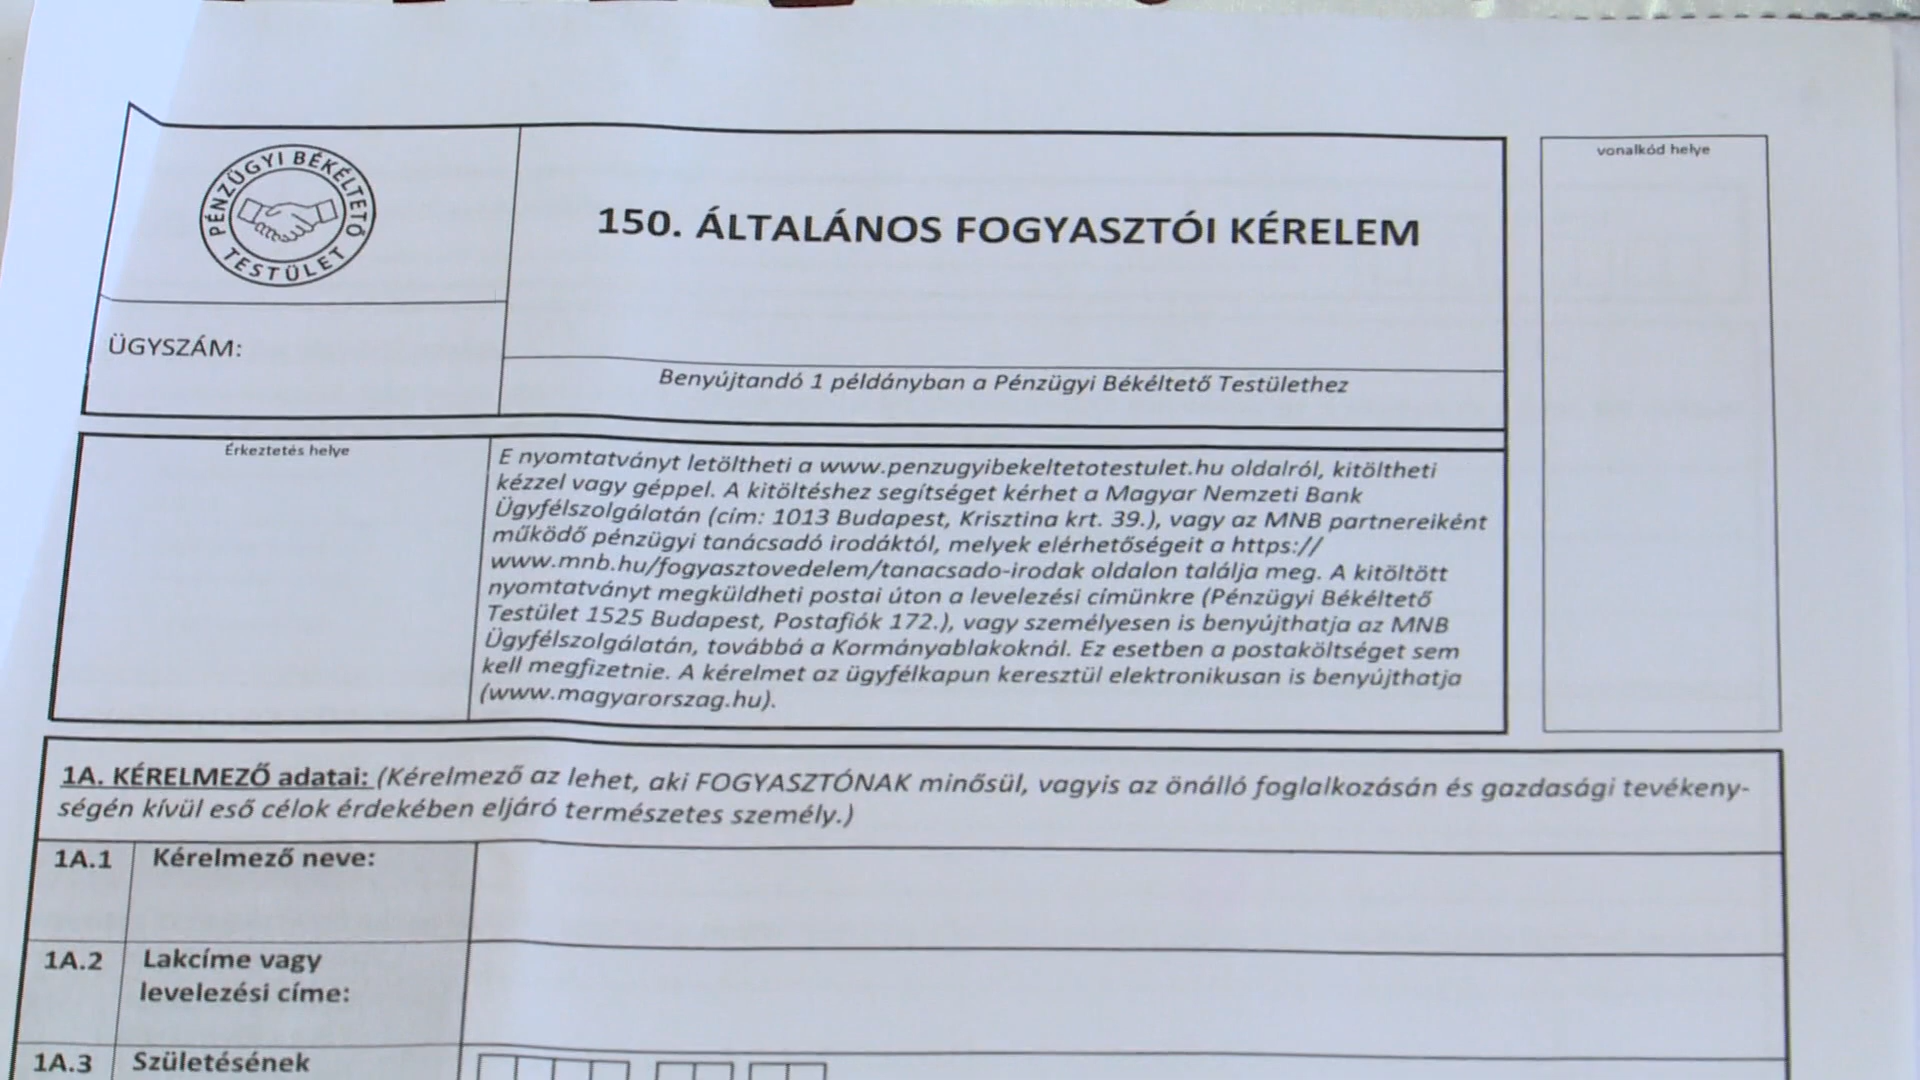 PÉNZÜGYI BÉKÉLTETŐ TESTÜLET
150. ÁLTALÁNOS FOGYASZTÓI KÉRELEM
vonalkód helye
ÜGYSZÁM:
Benyújtandó 1 példányban a Pénzügyi Békéltető Testülethez
Érkeztetés helye
E nyomtatványt letöltheti a www.penzugyibekeltetotestulet.hu oldalról, kitöltheti
kézzel vagy géppel. A kitöltéshez segítséget kérhet a Magyar Nemzeti Bank
Ügyfélszolgálatán (cím: 1013 Budapest, Krisztina krt. 39.), vagy az MNB partnereiként
működő pénzügyi tanácsadó irodáktól, melyek elérhetőségeit a https://
www.mnb.hu/fogyasztovedelem/tanacsado-irodak oldalon találja meg. A kitöltött
nyomtatványt megküldheti postai úton a levelezési címünkre (Pénzügyi Békéltető
Testület 1525 Budapest, Postafiók 172.), vagy személyesen is benyújthatja az MNB
Ügyfélszolgálatán, továbbá a Kormányablakoknál. Ez esetben a postaköltséget sem
kell megfizetnie. A kérelmet az ügyfélkapun keresztül elektronikusan is benyújthatja
(www.magyarorszag.hu).
1A. KÉRELMEZŐ adatai: (Kérelmező az lehet, aki FOGYASZTÓNAK minősül, vagyis az önálló foglalkozásán és gazdasági tevékeny-
ségén kívül eső célok érdekében eljáró természetes személy.)
1A.1 Kérelmező neve:
1A.2 Lakcíme vagy
levelezési címe:
1A.3 Születésének